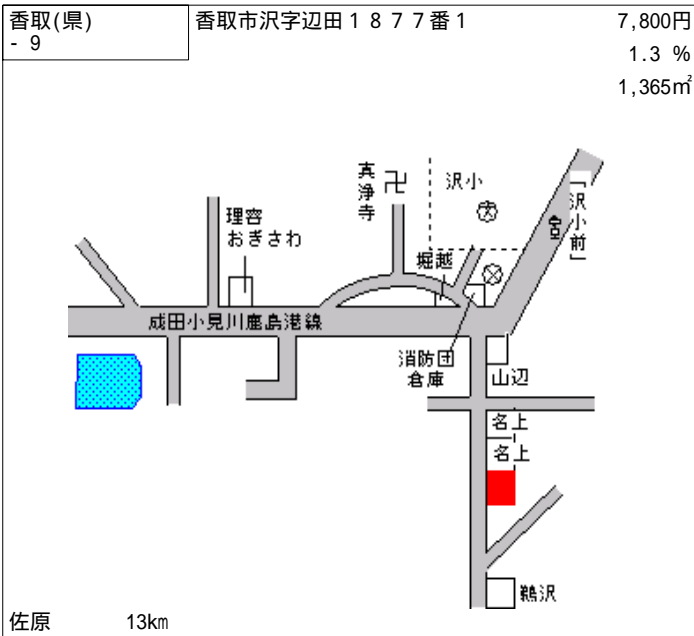 香取(県)
- 9
香取市沢字辺田１８７７番1
7,800円
1.3 %
1,365㎡
真浄寺
卍
沢小
文
「沢小前」
理容
おぎさわ
堀越
成田小見川鹿島港線
消防団
倉庫
山辺
名上
名上
鵜沢
佐原
13㎞